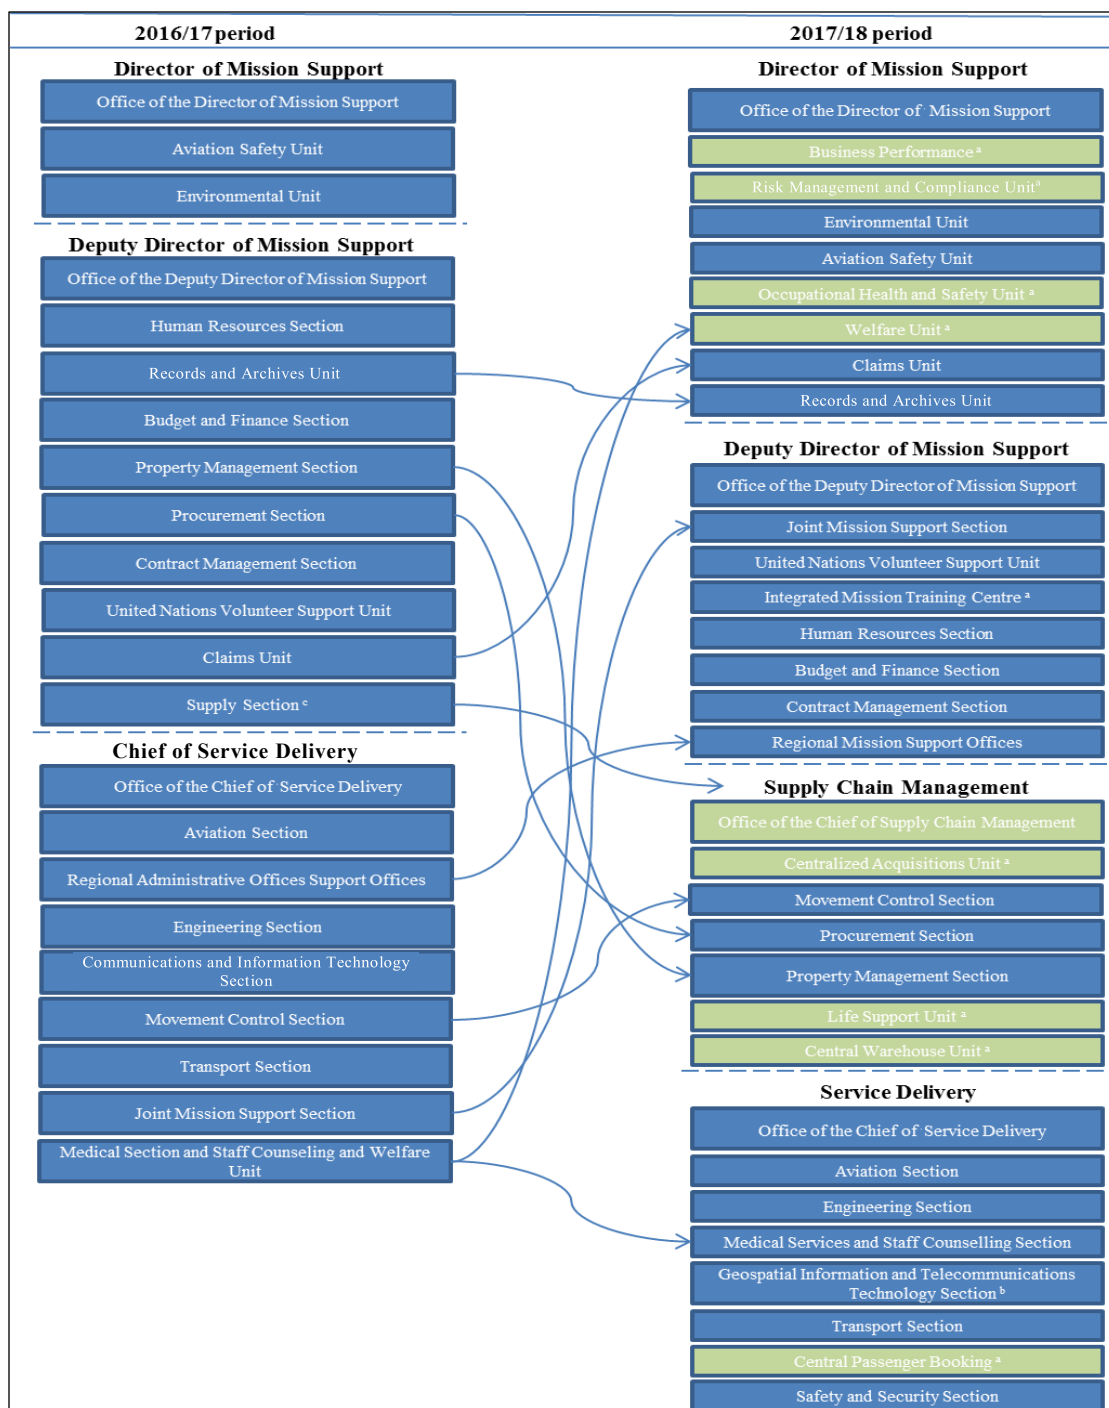 2016/17 period
Director of Mission Support
Office of the Director of Mission Support
Aviation Safety Unit
Environmental Unit
Deputy Director of Mission Support
Office of the Deputy Director of Mission Support
Human Resources Section
Records and Archives Unit
Budget and Finance Section
Property Management Section
Procurement Section
Contract Management Section
United Nations Volunteer Support Unit
Claims Unit
Supply Section c
Chief of Service Delivery
Office of the Chief of Service Delivery
Aviation Section
Regional Administrative Offices Support Offices
Engineering Section
Communications and Information Technology
Section
Movement Control Section
Transport Section
Joint Mission Support Section
Medical Section and Staff Counseling and Welfare
Unit
2017/18 period
Director of Mission Support
Office of the Director of Mission Support
Business Performance a
Risk Management and Compliance Unit a
Environmental Unit
Aviation Safety Unit
Occupational Health and Safety Unit a
Welfare Unit a
Claims Unit
Records and Archives Unit
Deputy Director of Mission Support
Office of the Deputy Director of Mission Support
Joint Mission Support Section
United Nations Volunteer Support Unit
Integrated Mission Training Centre a
Human Resources Section
Budget and Finance Section
Contract Management Section
Regional Mission Support Offices
Supply Chain Management
Office of the Chief of Supply Chain Management
Centralized Acquisitions Unit a
Movement Control Section
Procurement Section
Property Management Section
Life Support Unit a
Central Warehouse Unit a
Service Delivery
Office of the Chief of Service Delivery
Aviation Section
Engineering Section
Medical Services and Staff Counselling Section
Geospatial Information and Telecommunications
Technology Section b
Transport Section
Central Passenger Booking a
Safety and Security Section